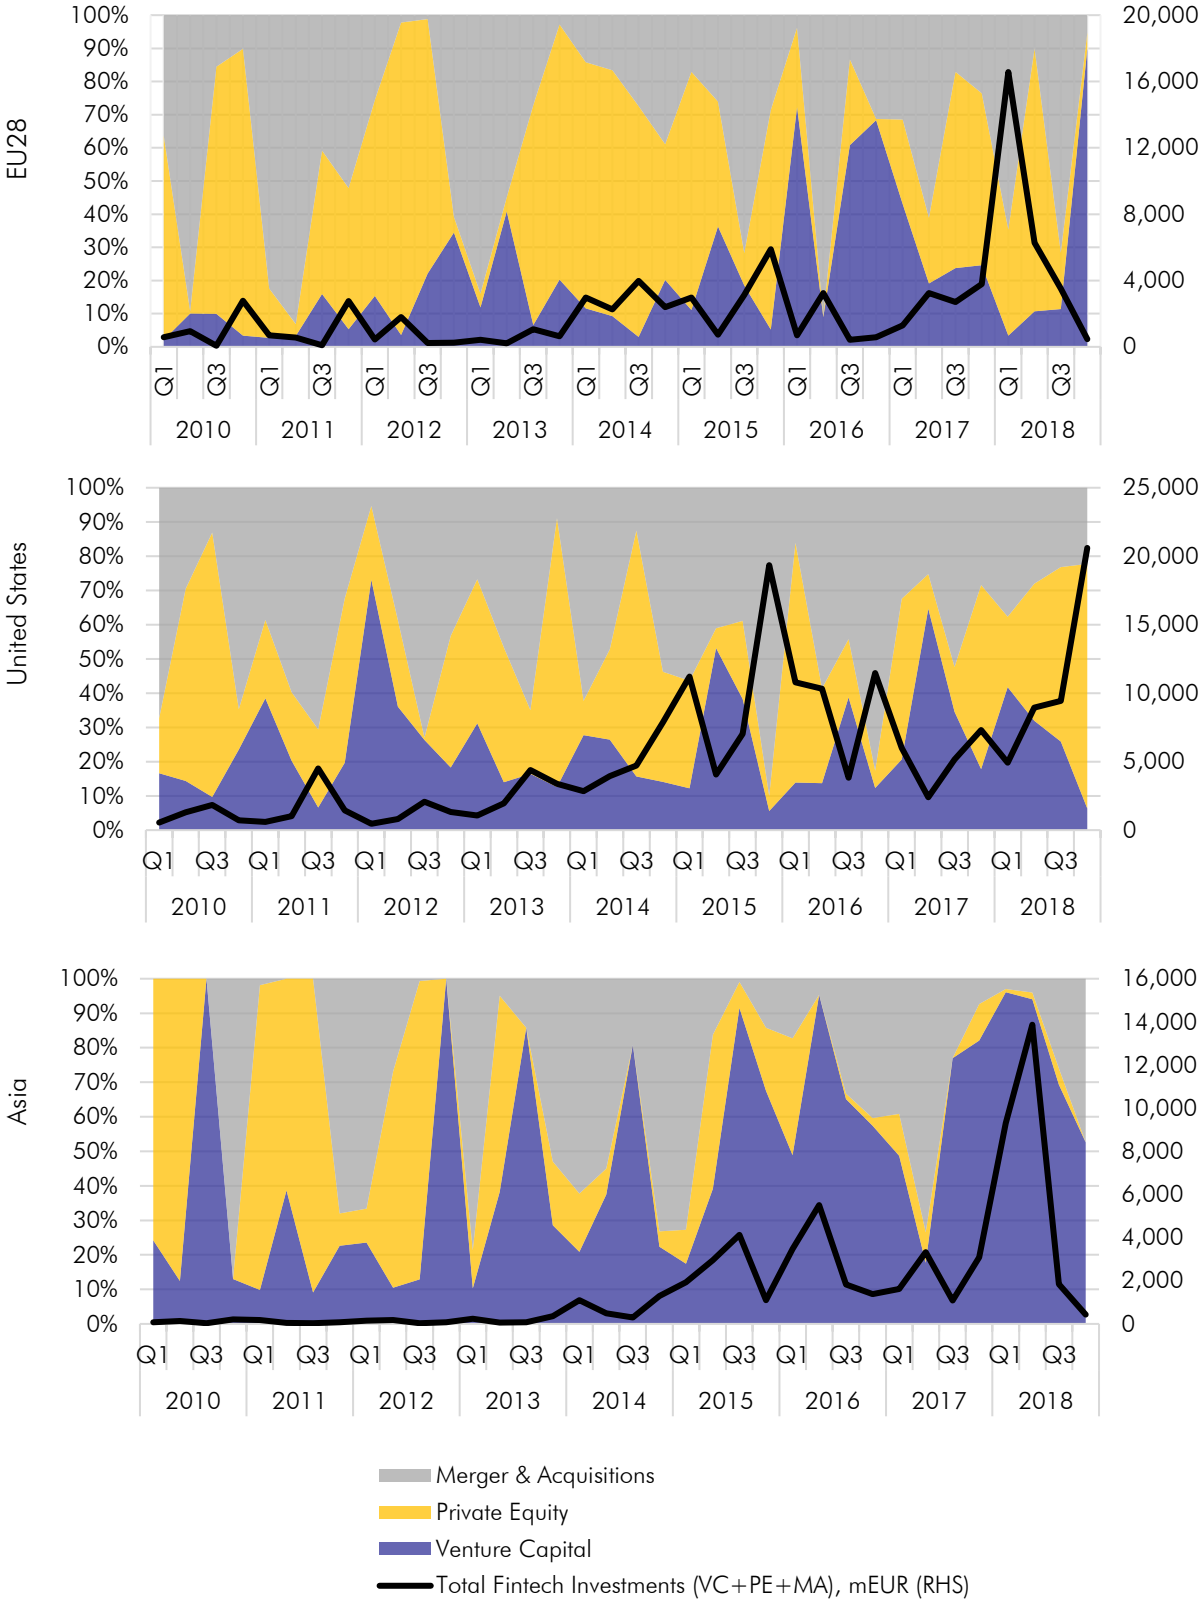 EU28
100% 20,000
90%
80% 16,000
70%
60% 12,000
50%
40% 8,000
30%
20% 4,000
10%
0% 0
Q1 Q3 Q1 Q3 Q1 Q3 Q1 Q3 Q1 Q3 Q1 Q3 Q1 Q3 Q1 Q3 Q1 Q3
2010 2011 2012 2013 2014 2015 2016 2017 2018
United States
100% 25,000
90%
80% 20,000
70%
60% 15,000
50%
40% 10,000
30%
20% 5,000
10%
0% 0
Q1 Q3 Q1 Q3 Q1 Q3 Q1 Q3 Q1 Q3 Q1 Q3 Q1 Q3 Q1 Q3 Q1 Q3
2010 2011 2012 2013 2014 2015 2016 2017 2018
Asia
100% 16,000
90% 14,000
80% 12,000
70%
60% 10,000
50% 8,000
40% 6,000
30% 4,000
20% 2,000
10%
0% 0
Q1 Q3 Q1 Q3 Q1 Q3 Q1 Q3 Q1 Q3 Q1 Q3 Q1 Q3 Q1 Q3 Q1 Q3
2010 2011 2012 2013 2014 2015 2016 2017 2018
Merger & Acquisitions
Private Equity
Venture Capital
Total Fintech Investments (VC+PE+MA), mEUR (RHS)